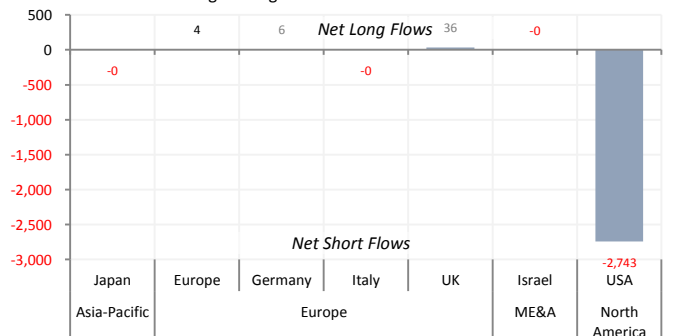 500
4
6
Net Long Flows
36
-0
0
-0
-0
-500
-1,000
-1,500
-2,000
-2,500
Net Short Flows
-3,000
-2,743
Japan
Europe
Germany
Italy
UK
Israel
USA
Asia-Pacific
Europe
ME&A
North
America